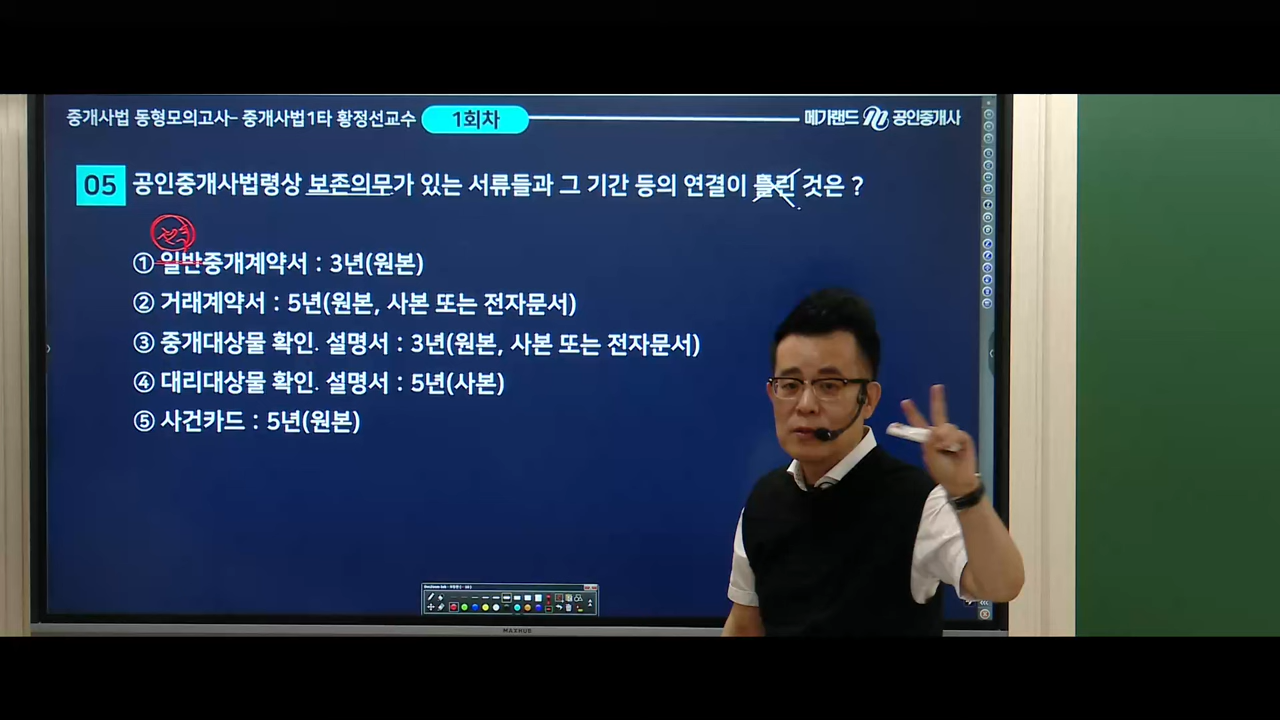 중개사법 동형모의고사- 중개사법1타 황정선교수 1회차 메가랜드 공인중개사
05 공인중개사법령상 보존의무가 있는 서류들과 그 기간 등의 연결이 틀린 것은 ?
전속
① 일반중개계약서 : 3년(원본)
② 거래계약서 : 5년(원본, 사본 또는 전자문서)
③ 중개대상물 확인. 설명서 : 3년(원본, 사본 또는 전자문서)
④ 대리대상물 확인. 설명서 : 5년(사본)
⑤ 사건카드 : 5년(원본)
MAXHUB